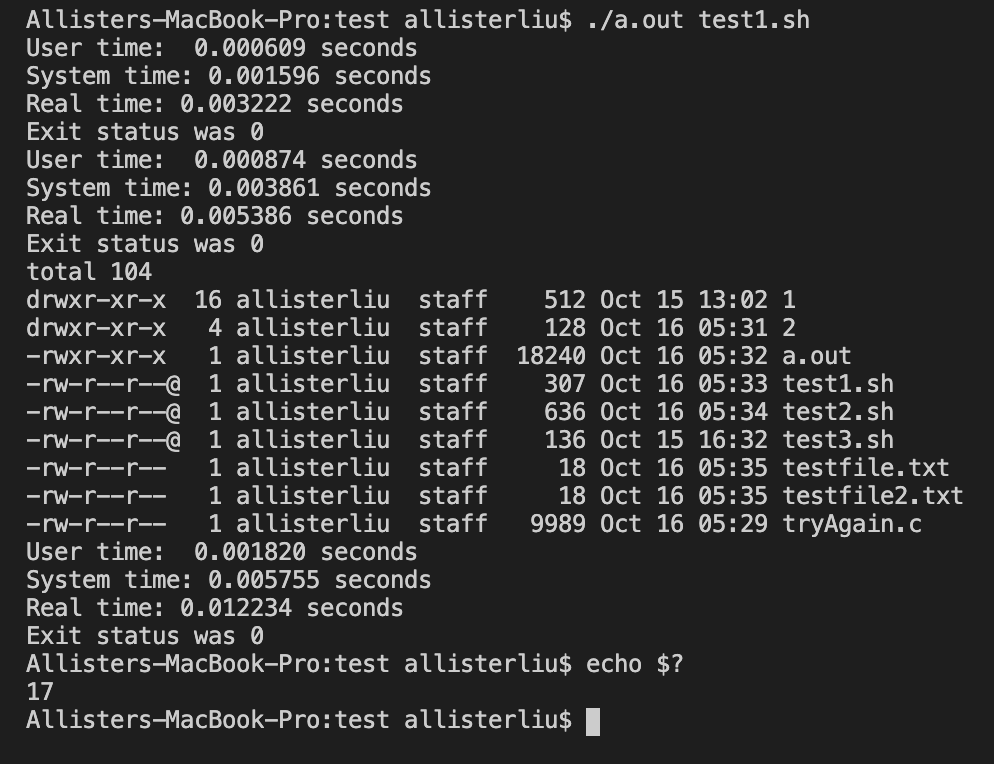 Allisters-MacBook-Pro:test allisterliu$ ./a.out test1.sh
User time:  0.000609 seconds
System time: 0.001596 seconds
Real time: 0.003222 seconds
Exit status was 0
User time:  0.000874 seconds
System time: 0.003861 seconds
Real time: 0.005386 seconds
Exit status was 0
total 104
drwxr-xr-x  16 allisterliu  staff    512 Oct 15 13:02 1
drwxr-xr-x   4 allisterliu  staff    128 Oct 16 05:31 2
-rwxr-xr-x   1 allisterliu  staff  18240 Oct 16 05:32 a.out
-rw-r--r--@  1 allisterliu  staff    307 Oct 16 05:33 test1.sh
-rw-r--r--@  1 allisterliu  staff    636 Oct 16 05:34 test2.sh
-rw-r--r--@  1 allisterliu  staff    136 Oct 15 16:32 test3.sh
-rw-r--r--   1 allisterliu  staff     18 Oct 16 05:35 testfile.txt
-rw-r--r--   1 allisterliu  staff     18 Oct 16 05:35 testfile2.txt
-rw-r--r--   1 allisterliu  staff   9989 Oct 16 05:29 tryAgain.c
User time:  0.001820 seconds
System time: 0.005755 seconds
Real time: 0.012234 seconds
Exit status was 0
Allisters-MacBook-Pro:test allisterliu$ echo $?
17
Allisters-MacBook-Pro:test allisterliu$